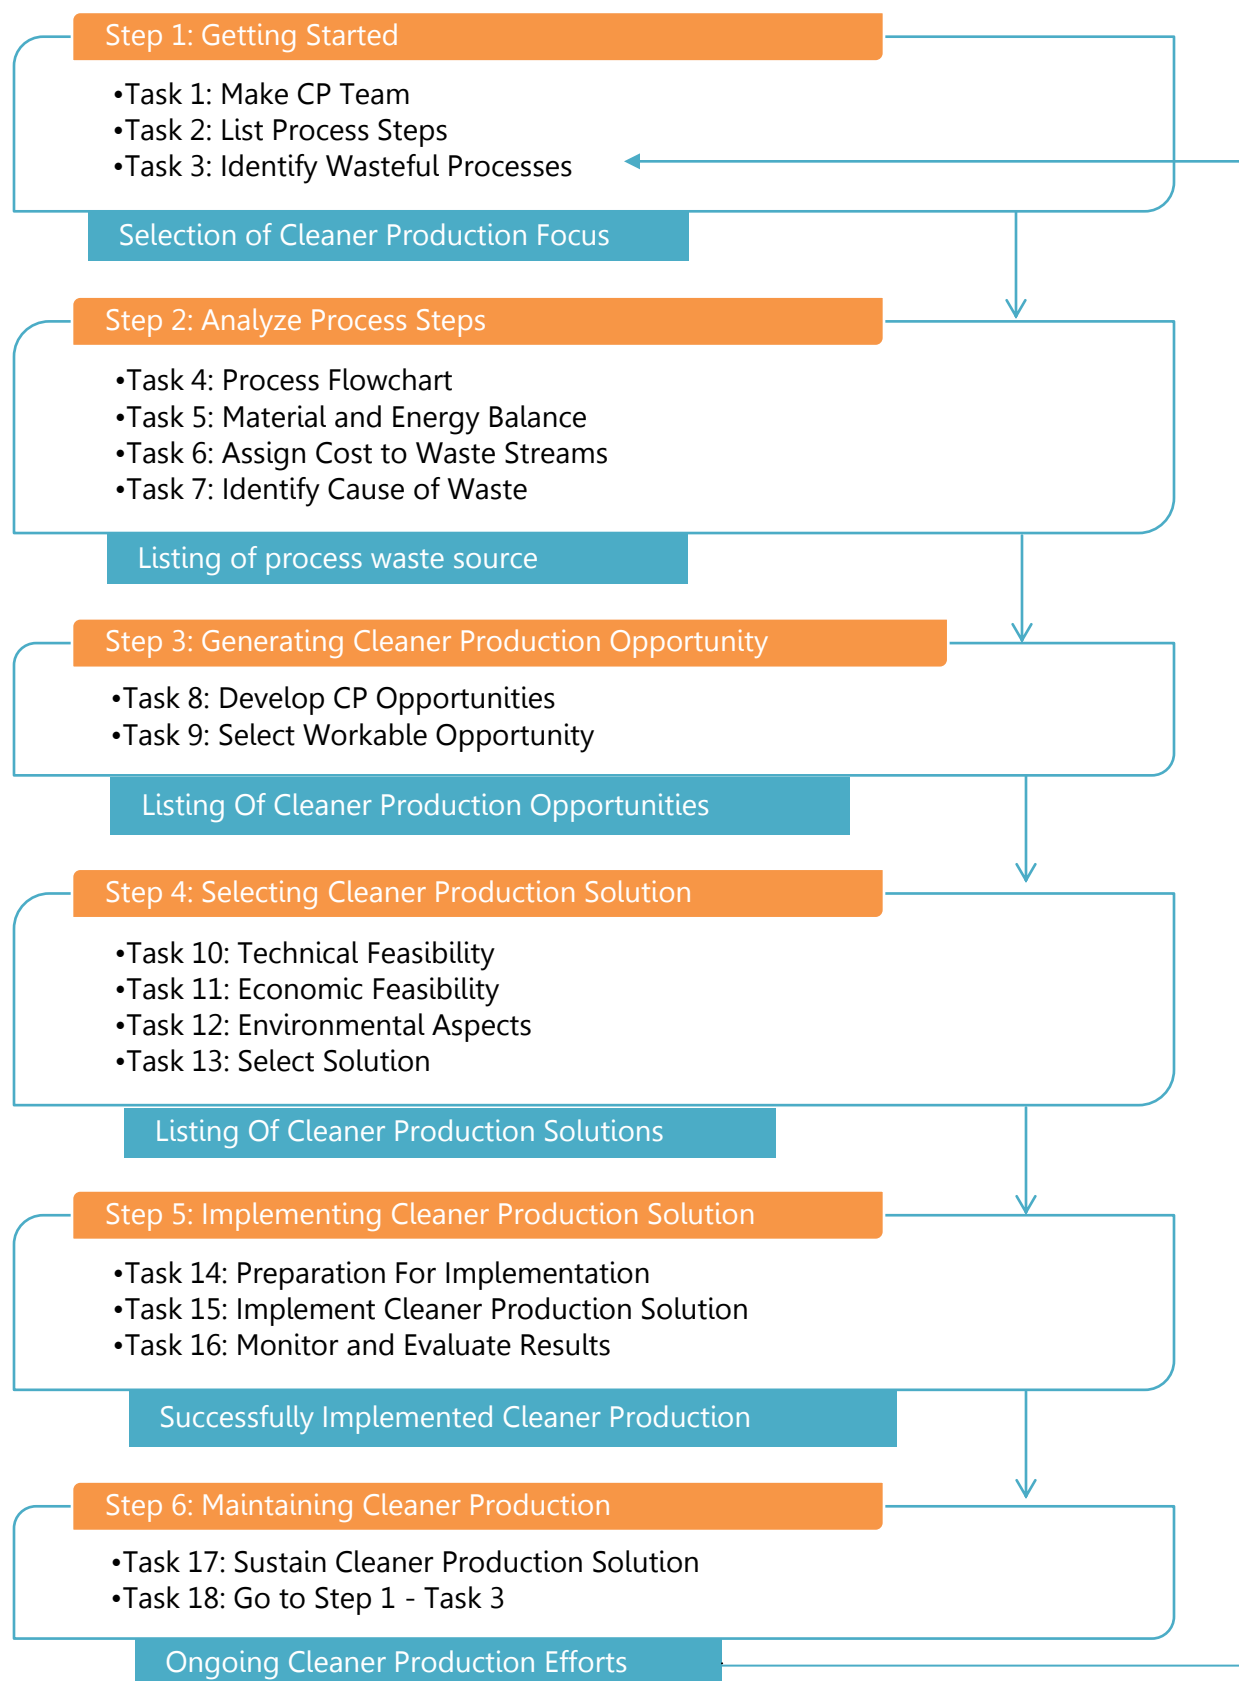 Step 1: Getting Started
•Task 1: Make CP Team
•Task 2: List Process Steps
•Task 3: Identify Wasteful Processes
Selection of Cleaner Production Focus
Step 2: Analyze Process Steps
•Task 4: Process Flowchart
•Task 5: Material and Energy Balance
•Task 6: Assign Cost to Waste Streams
•Task 7: Identify Cause of Waste
Listing of process waste source
Step 3: Generating Cleaner Production Opportunity
•Task 8: Develop CP Opportunities
•Task 9: Select Workable Opportunity
Listing Of Cleaner Production Opportunities
Step 4: Selecting Cleaner Production Solution
•Task 10: Technical Feasibility
•Task 11: Economic Feasibility
•Task 12: Environmental Aspects
•Task 13: Select Solution
Listing Of Cleaner Production Solutions
Step 5: Implementing Cleaner Production Solution
•Task 14: Preparation For Implementation
•Task 15: Implement Cleaner Production Solution
•Task 16: Monitor and Evaluate Results
Successfully Implemented Cleaner Production
Step 6: Maintaining Cleaner Production
•Task 17: Sustain Cleaner Production Solution
•Task 18: Go to Step 1 - Task 3
Ongoing Cleaner Production Efforts